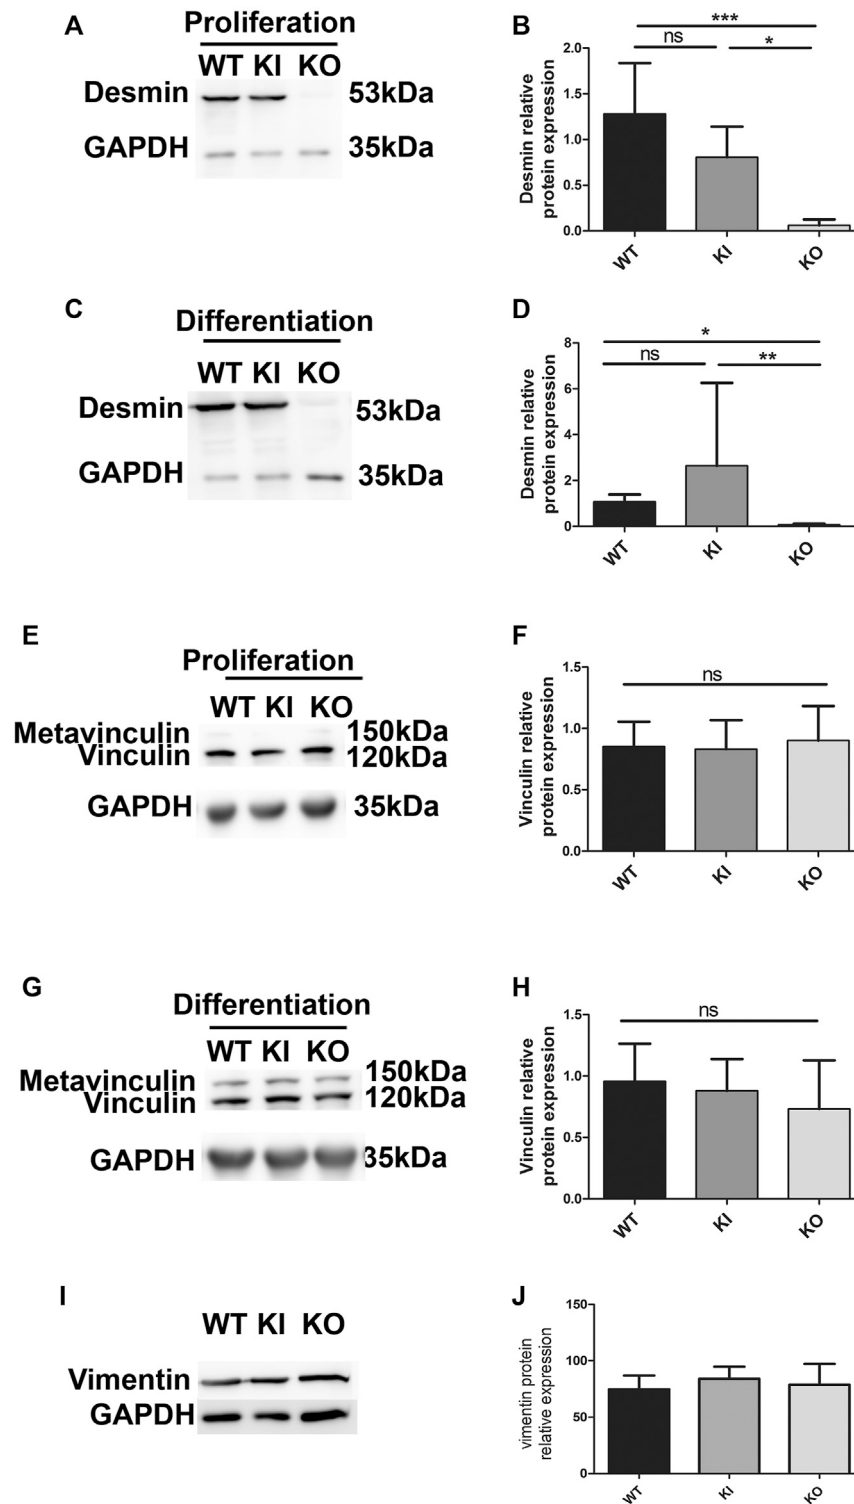 A
Proliferation
WT KI KO
Desmin 53kDa
GAPDH 35kDa
B
***
ns *
Desmin relative
protein expression
2.0
1.5
1.0
0.5
0.0
WT KI KO
C
Differentiation
WT KI KO
Desmin 53kDa
GAPDH 35kDa
D
*
ns **
Desmin relative
protein expression
8
6
4
2
0
WT KI KO
E
Proliferation
WT KI KO
Metavinculin 150kDa
Vinculin 120kDa
GAPDH 35kDa
F
ns
Vinculin relative
protein expression
1.5
1.0
0.5
0.0
WT KI KO
G
Differentiation
WT KI KO
Metavinculin 150kDa
Vinculin 120kDa
GAPDH 35kDa
H
ns
Vinculin relative
protein expression
1.5
1.0
0.5
0.0
WT KI KO
I
WT KI KO
Vimentin
GAPDH
J
vimentin protein
relative expression
150
100
50
0
WT KI KO